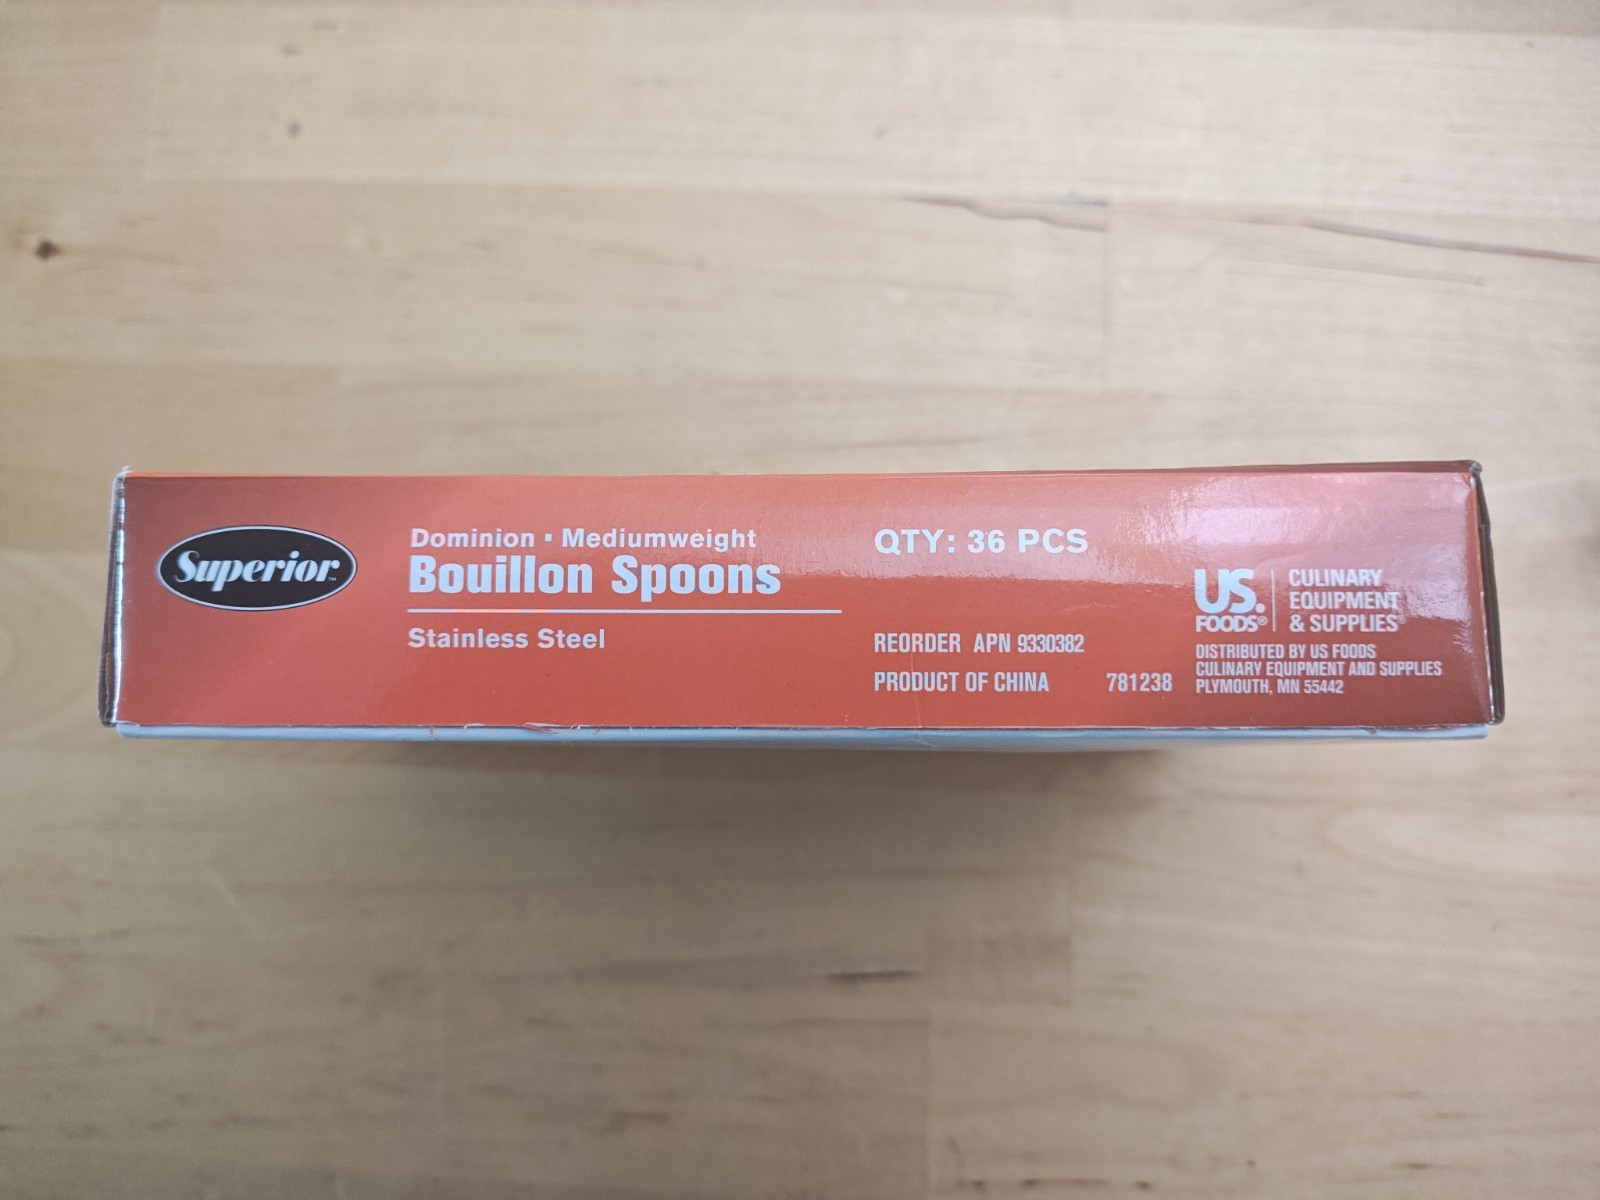 Superior™
Dominion ▪ Mediumweight
Bouillon Spoons
Stainless Steel
QTY: 36 PCS
REORDER APN 9330382
PRODUCT OF CHINA 781238
US.
FOODS®
CULINARY
EQUIPMENT
& SUPPLIES®
DISTRIBUTED BY US FOODS
CULINARY EQUIPMENT AND SUPPLIES
PLYMOUTH, MN 55442